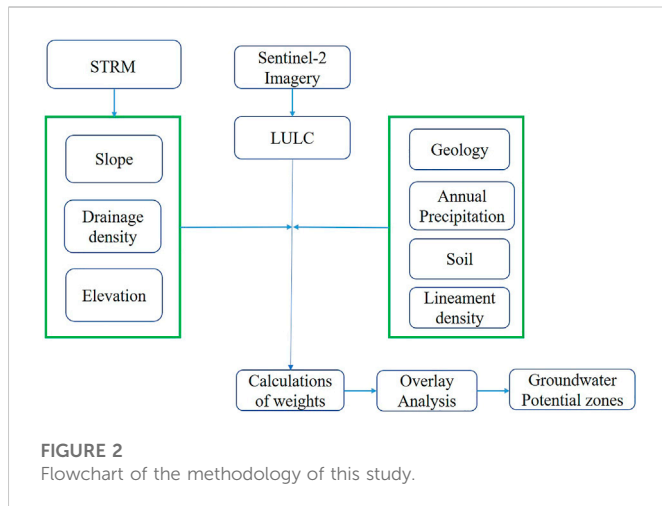 STRM
Sentinel-2
Imagery
LULC
Slope
Drainage
density
Elevation
Geology
Annual
Precipitation
Soil
Lineament
density
Calculations
of weights
Overlay
Analysis
Groundwater
Potential zones
FIGURE 2
Flowchart of the methodology of this study.